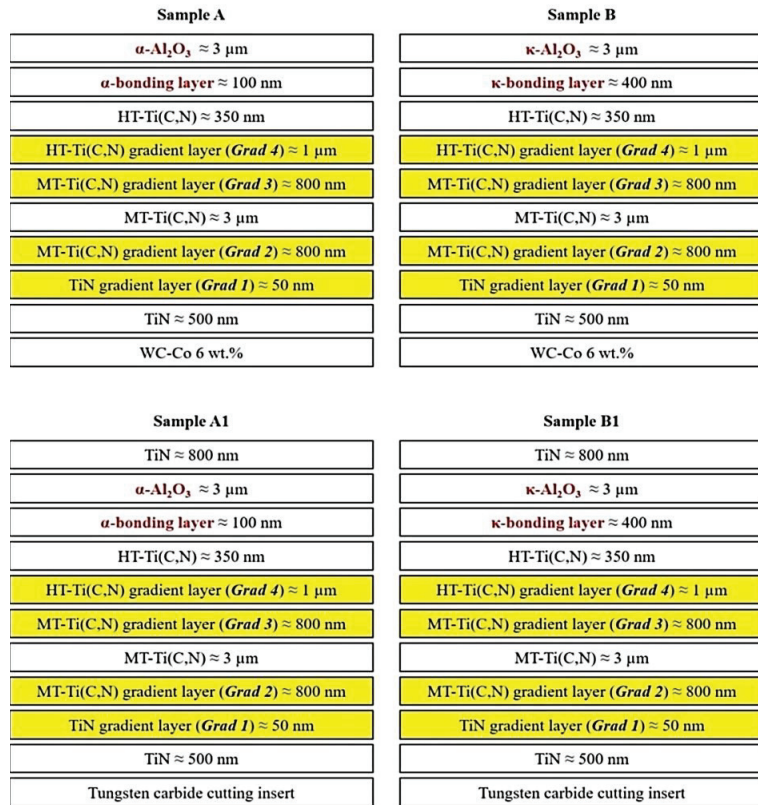 Sample A
α-Al₂O₃ ≈ 3 µm
α-bonding layer ≈ 100 nm
HT-Ti(C,N) ≈ 350 nm
HT-Ti(C,N) gradient layer (Grad 4) ≈ 1 µm
MT-Ti(C,N) gradient layer (Grad 3) ≈ 800 nm
MT-Ti(C,N) ≈ 3 µm
MT-Ti(C,N) gradient layer (Grad 2) ≈ 800 nm
TiN gradient layer (Grad 1) ≈ 50 nm
TiN ≈ 500 nm
WC-Co 6 wt.%
Sample B
κ-Al₂O₃ ≈ 3 µm
κ-bonding layer ≈ 400 nm
HT-Ti(C,N) ≈ 350 nm
HT-Ti(C,N) gradient layer (Grad 4) ≈ 1 µm
MT-Ti(C,N) gradient layer (Grad 3) ≈ 800 nm
MT-Ti(C,N) ≈ 3 µm
MT-Ti(C,N) gradient layer (Grad 2) ≈ 800 nm
TiN gradient layer (Grad 1) ≈ 50 nm
TiN ≈ 500 nm
WC-Co 6 wt.%
Sample A1
TiN ≈ 800 nm
α-Al₂O₃ ≈ 3 µm
α-bonding layer ≈ 100 nm
HT-Ti(C,N) ≈ 350 nm
HT-Ti(C,N) gradient layer (Grad 4) ≈ 1 µm
MT-Ti(C,N) gradient layer (Grad 3) ≈ 800 nm
MT-Ti(C,N) ≈ 3 µm
MT-Ti(C,N) gradient layer (Grad 2) ≈ 800 nm
TiN gradient layer (Grad 1) ≈ 50 nm
TiN ≈ 500 nm
Tungsten carbide cutting insert
Sample B1
TiN ≈ 800 nm
κ-Al₂O₃ ≈ 3 µm
κ-bonding layer ≈ 400 nm
HT-Ti(C,N) ≈ 350 nm
HT-Ti(C,N) gradient layer (Grad 4) ≈ 1 µm
MT-Ti(C,N) gradient layer (Grad 3) ≈ 800 nm
MT-Ti(C,N) ≈ 3 µm
MT-Ti(C,N) gradient layer (Grad 2) ≈ 800 nm
TiN gradient layer (Grad 1) ≈ 50 nm
TiN ≈ 500 nm
Tungsten carbide cutting insert